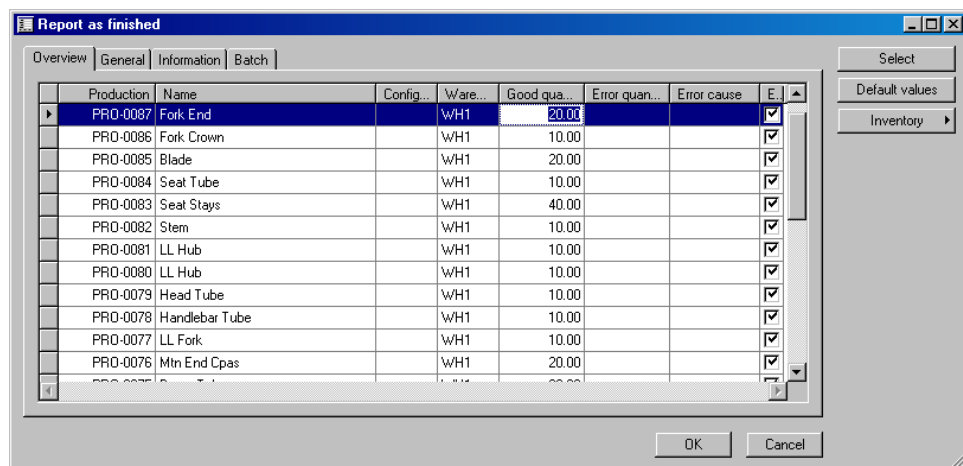 Report as finished
Overview General Information Batch
Select
Default values
Inventory
Production Name Config... Ware... Good qua... Error quan... Error cause E..
PRO-0087 Fork End WH1 20.00
PRO-0086 Fork Crown WH1 10.00
PRO-0085 Blade WH1 20.00
PRO-0084 Seat Tube WH1 10.00
PRO-0083 Seat Stays WH1 40.00
PRO-0082 Stem WH1 10.00
PRO-0081 LL Hub WH1 10.00
PRO-0080 LL Hub WH1 10.00
PRO-0079 Head Tube WH1 10.00
PRO-0078 Handlebar Tube WH1 10.00
PRO-0077 LL Fork WH1 10.00
PRO-0076 Mtn End Cpas WH1 20.00
OK Cancel